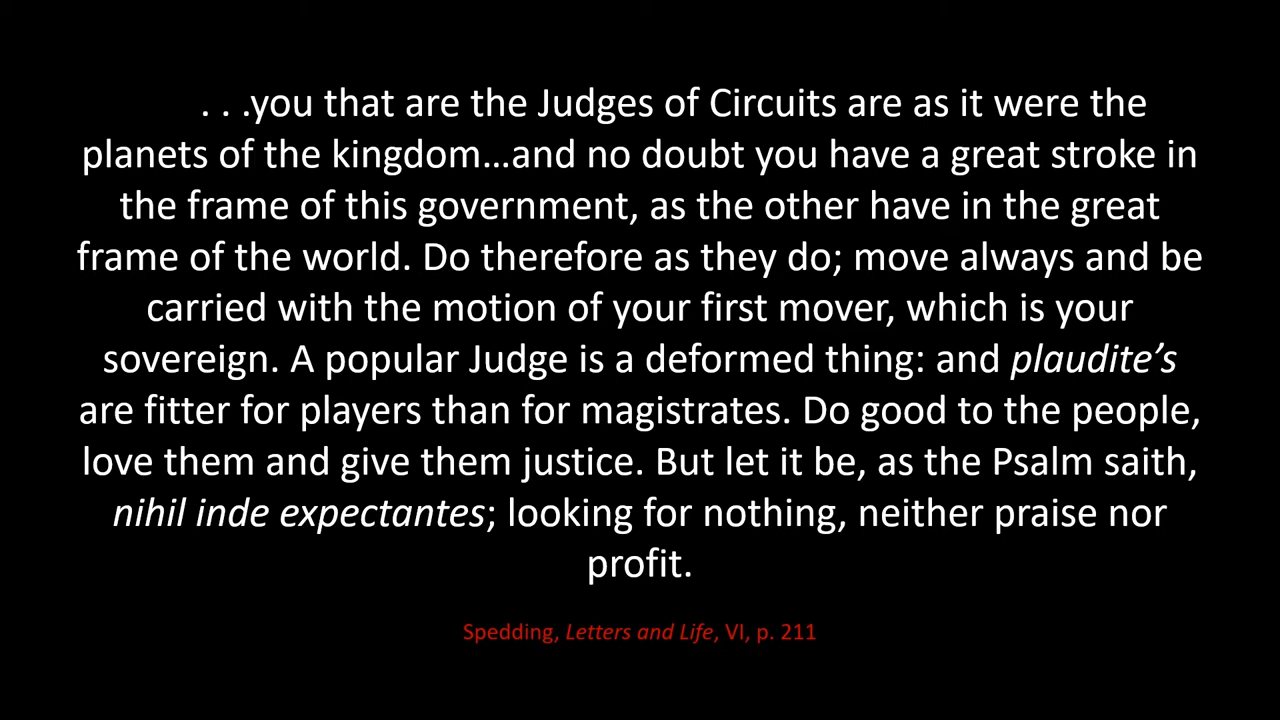 . . .you that are the Judges of Circuits are as it were the
planets of the kingdom…and no doubt you have a great stroke in
the frame of this government, as the other have in the great
frame of the world. Do therefore as they do; move always and be
carried with the motion of your first mover, which is your
sovereign. A popular Judge is a deformed thing: and plaudite’s
are fitter for players than for magistrates. Do good to the people,
love them and give them justice. But let it be, as the Psalm saith,
nihil inde expectantes; looking for nothing, neither praise nor
profit.
Spedding, Letters and Life, VI, p. 211